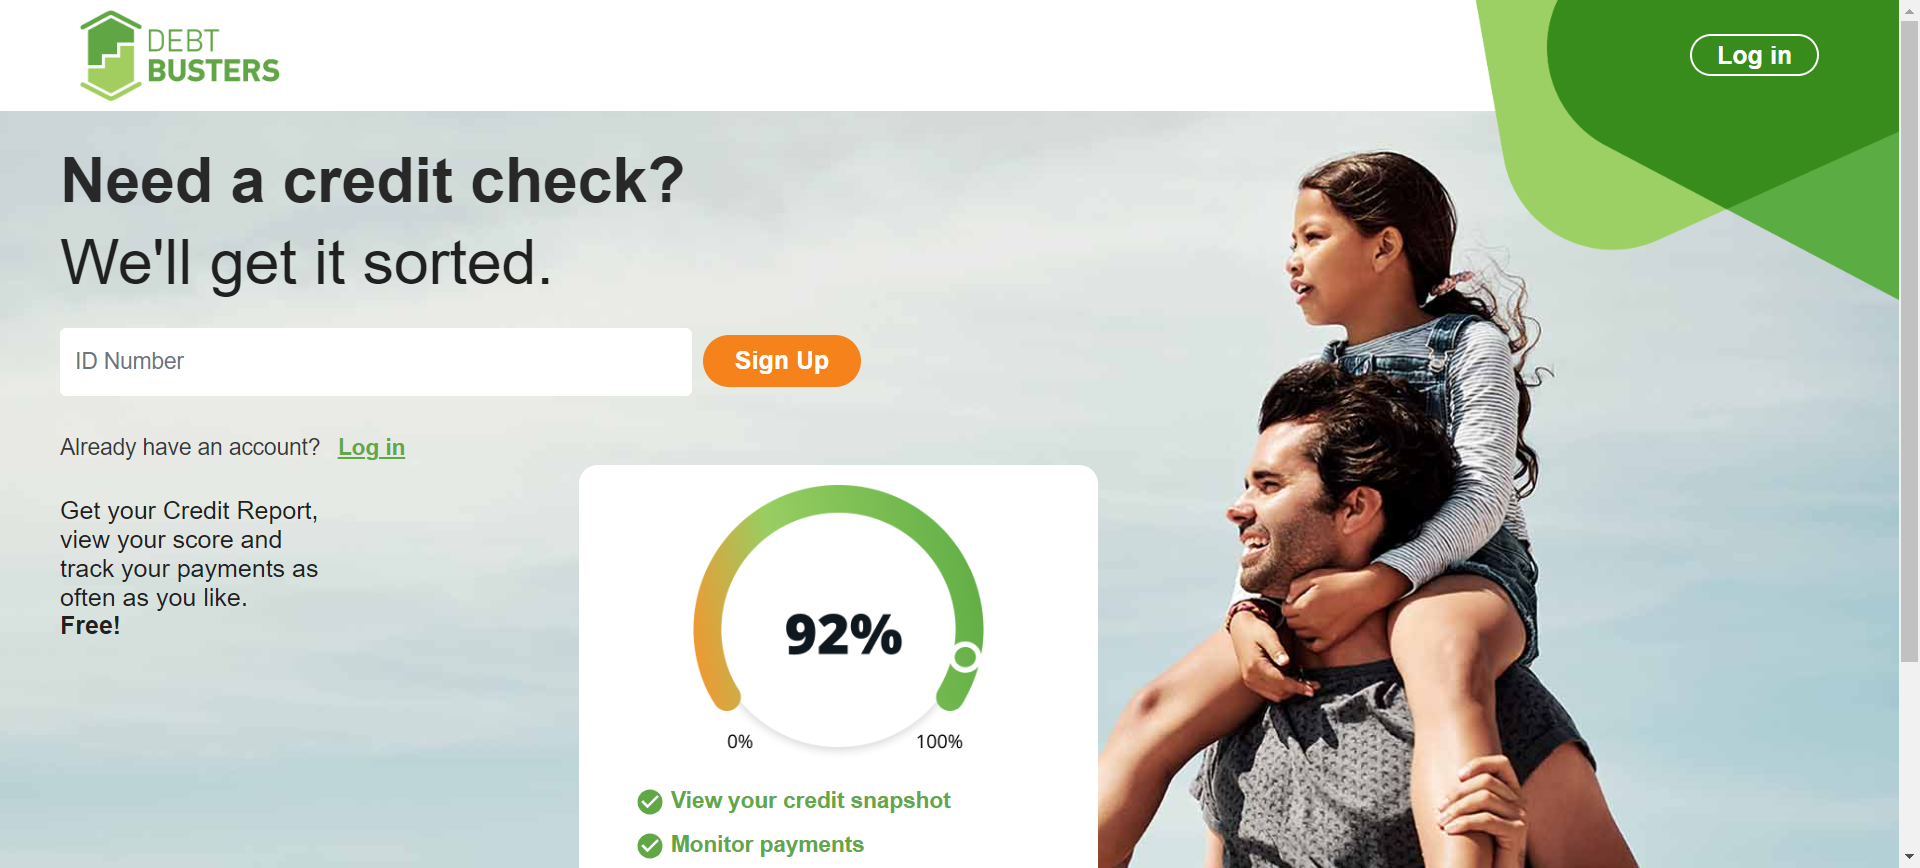 DEBT
BUSTERS
Log in
Need a credit check?
We'll get it sorted.
ID Number
Sign Up
Already have an account? Log in
Get your Credit Report,
view your score and
track your payments as
often as you like.
Free!
92%
0%
100%
View your credit snapshot
Monitor payments